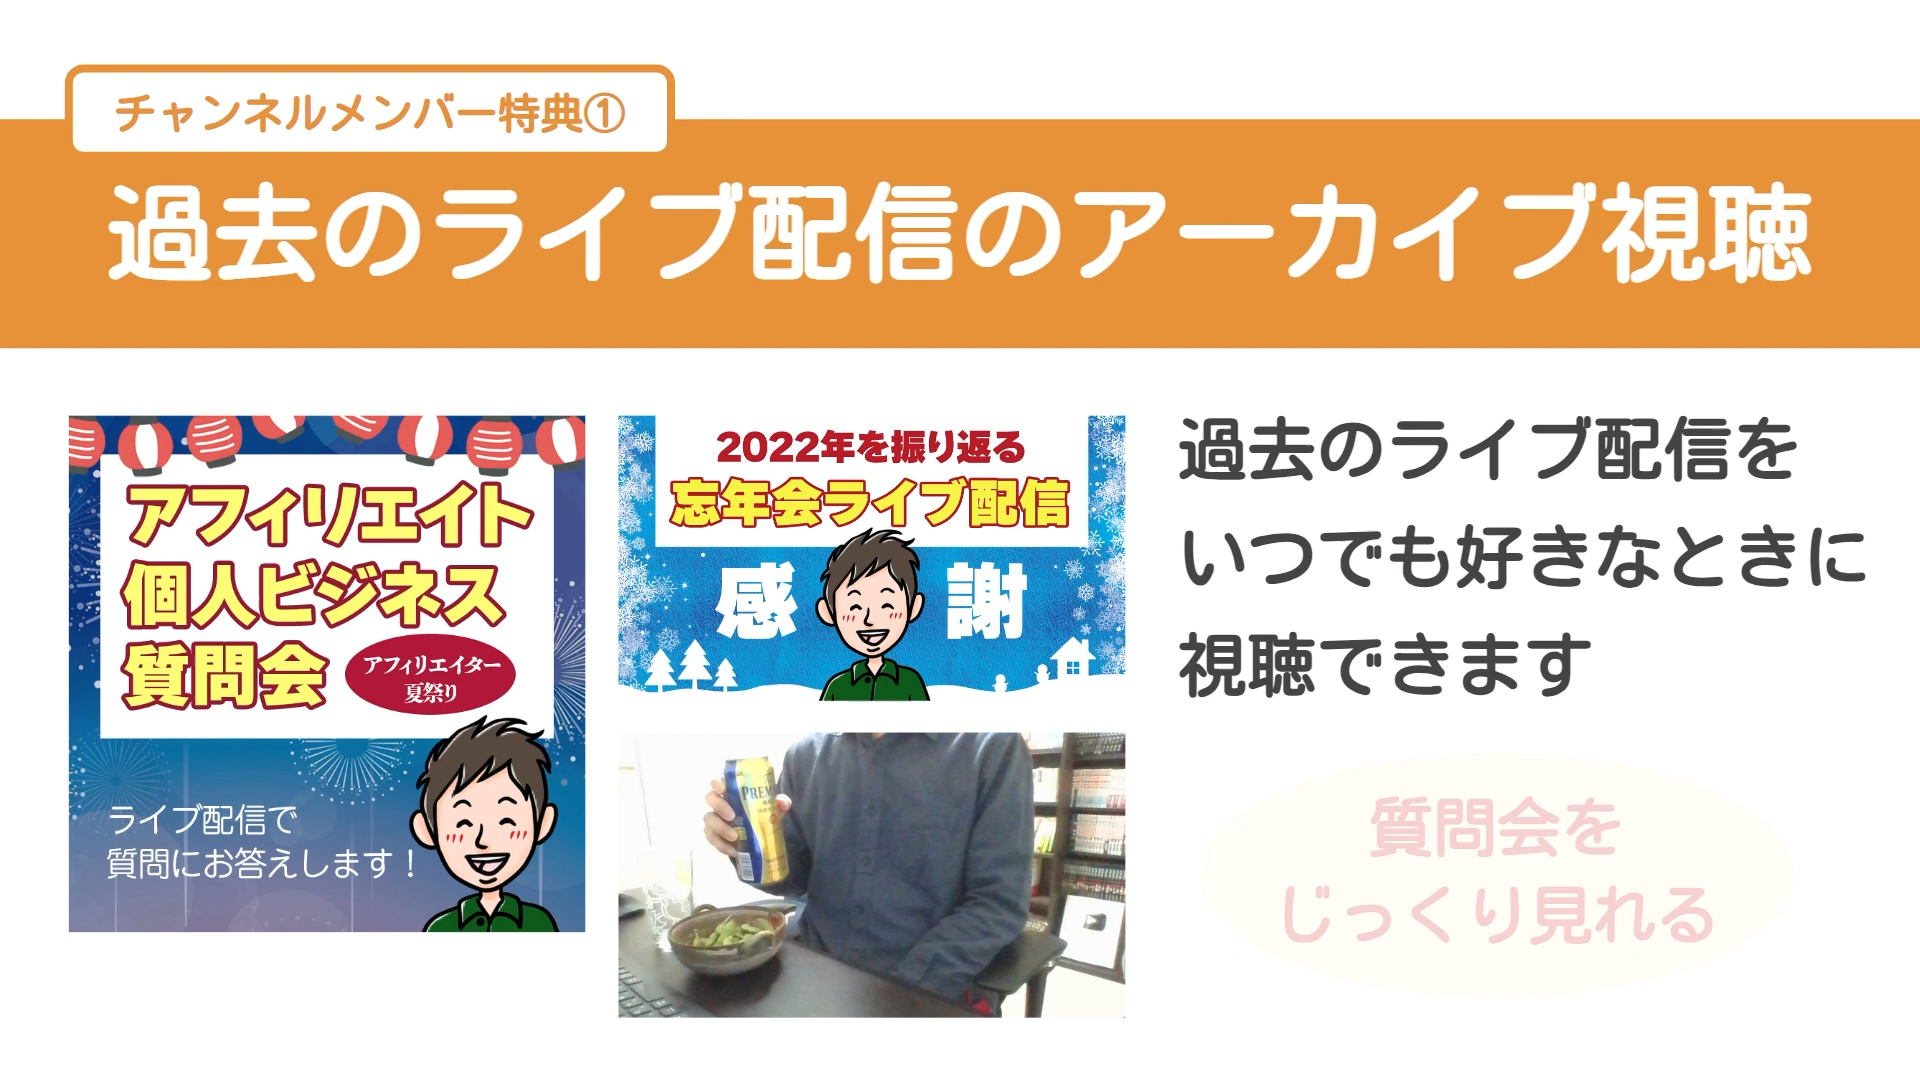 チャンネルメンバー特典①
過去のライブ配信のアーカイブ視聴
アフィリエイト
個人ビジネス
質問会
アフィリエイター
夏祭り
ライブ配信で
質問にお答えします！
2022年を振り返る
忘年会ライブ配信
感 謝
過去のライブ配信を
いつでも好きなときに
視聴できます
質問会を
じっくり見れる